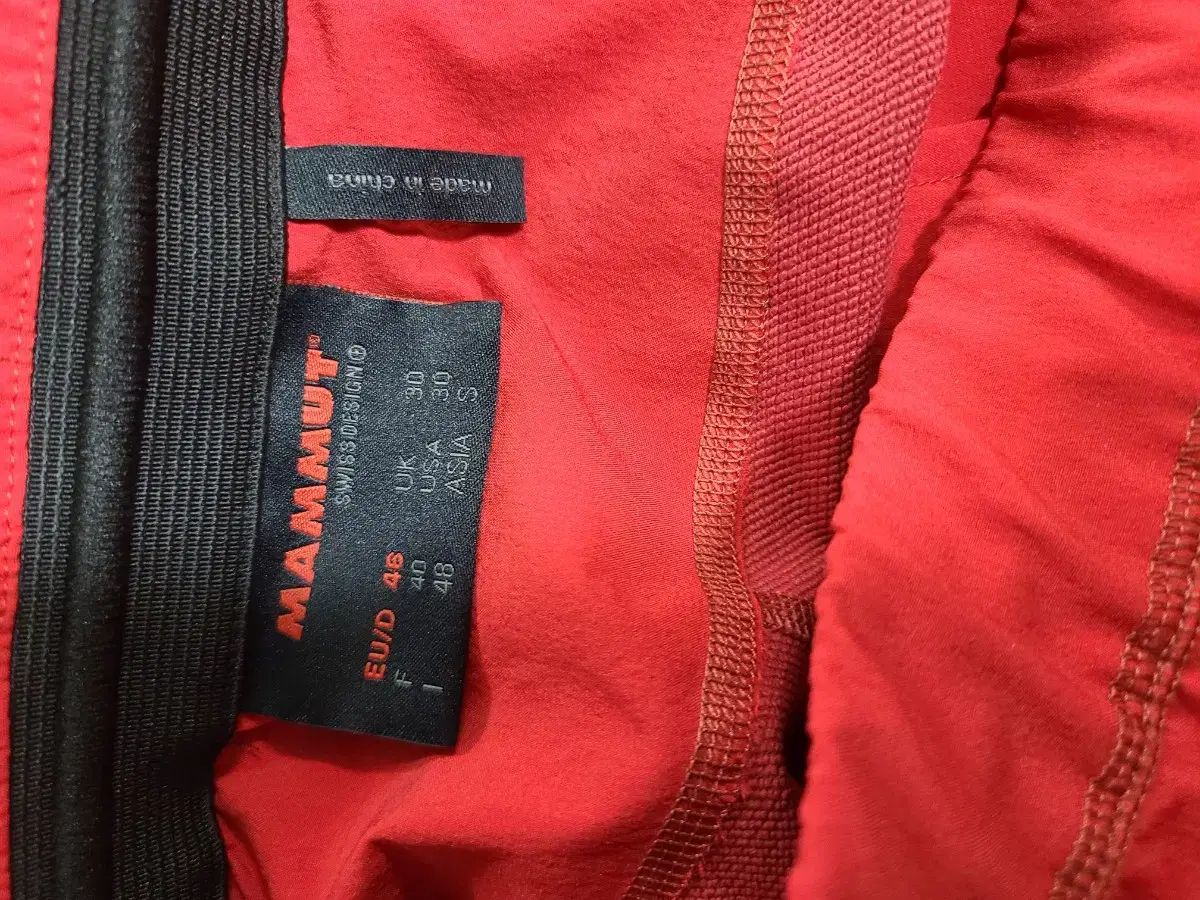 made in china
MAMMUT®
SWISS DESIGN®
EU/D 46 UK 30
F 40 USA 30
I 48 ASIA S